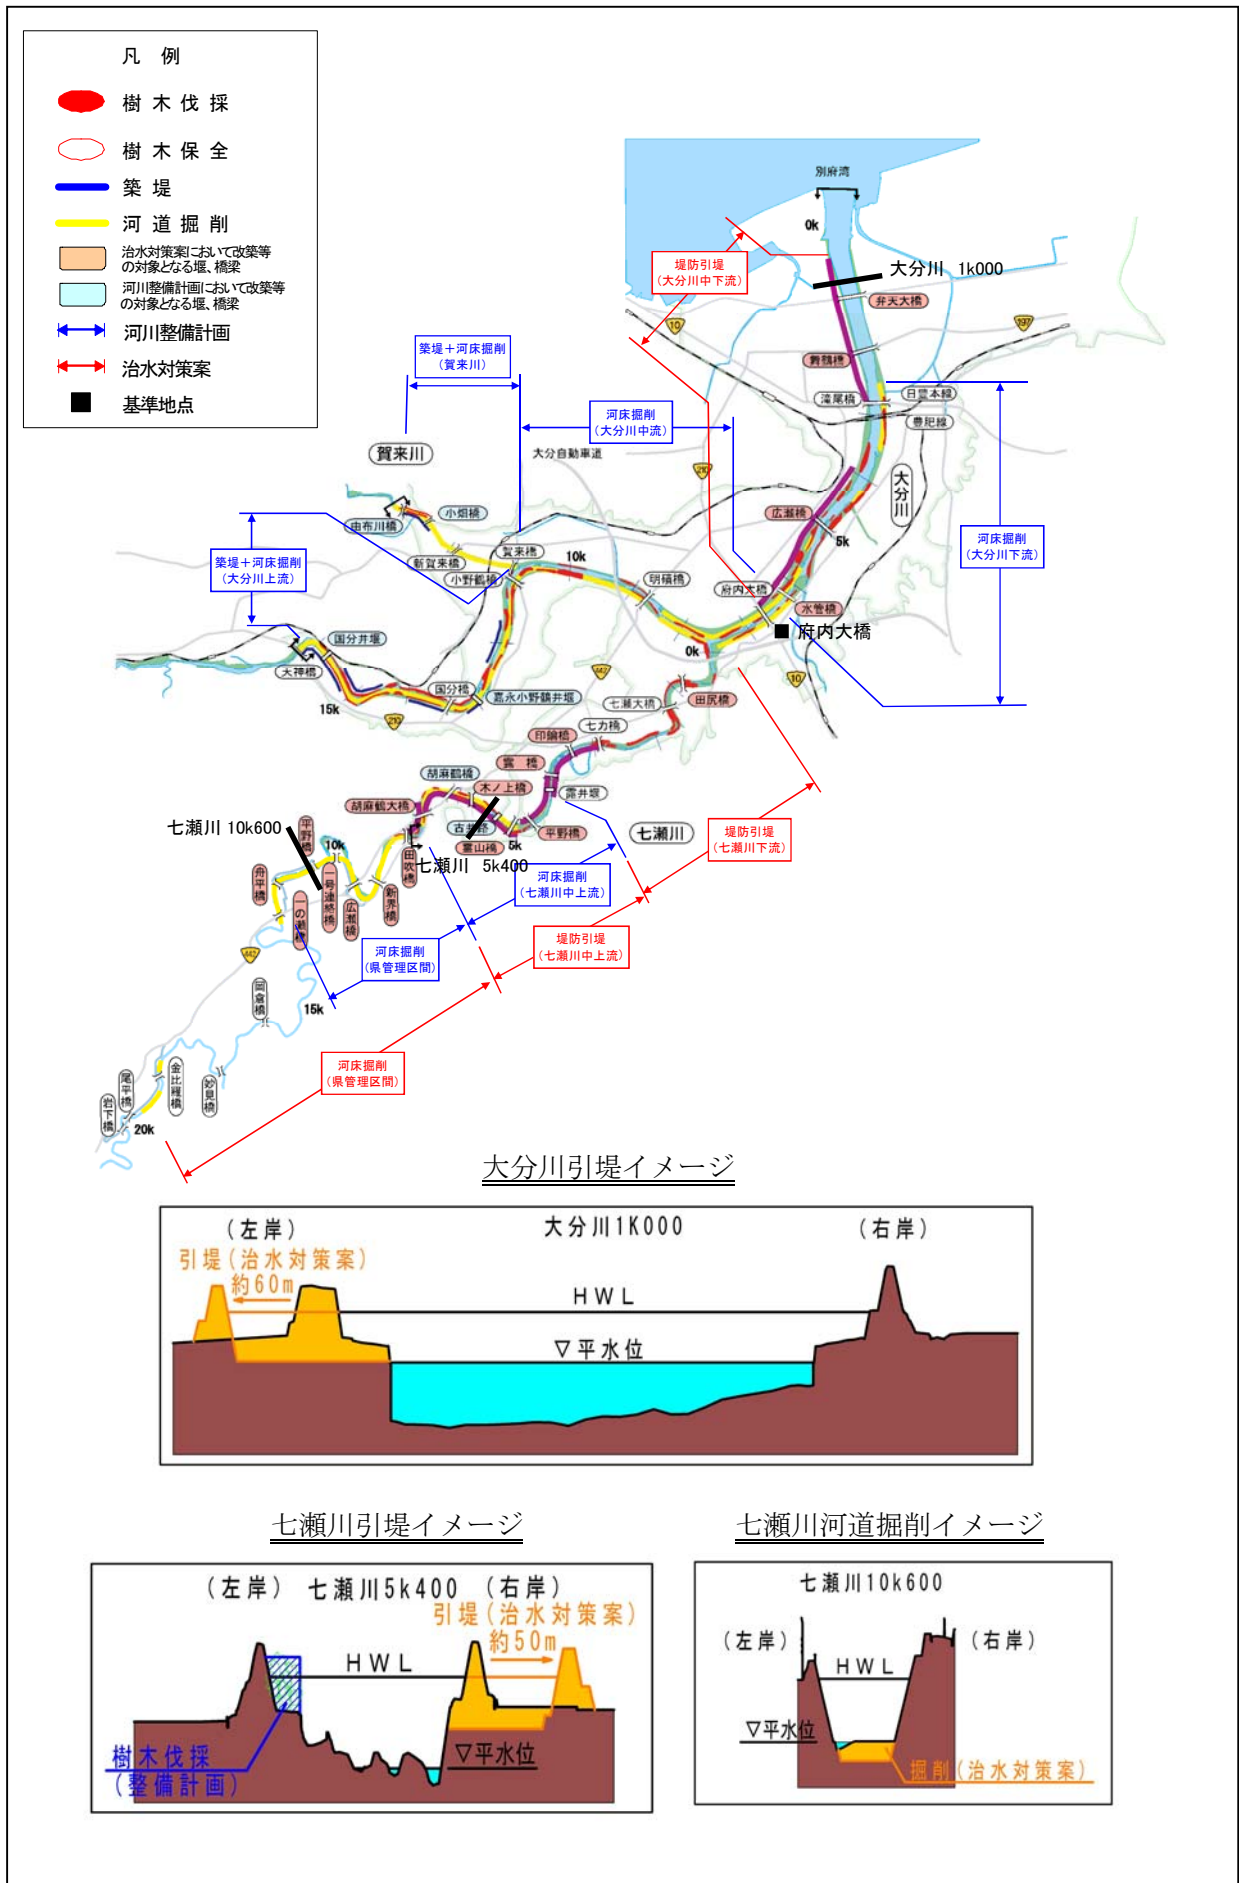 凡 例
樹木伐採
樹木保全
築堤
河道掘削
治水対策案において改築等
の対象となる堰、橋梁
河川整備計画において改築等
の対象となる堰、橋梁
河川整備計画
治水対策案
基準地点
別府湾
0k
堤防引堤
(大分川中下流)
大分川 1k000
弁天大橋
10
197
築堤+河床掘削
(賀来川)
舞鶴橋
滝尾橋
日豊本線
豊肥線
河床掘削
(大分川中流)
大分自動車道
賀来川
210
大分川
広瀬橋
5k
河床掘削
(大分川下流)
小畑橋
由布川橋
賀来橋
10k
新賀来橋
小野鶴橋
明磧橋
府内大橋
水管橋
築堤+河床掘削
(大分川上流)
府内大橋
国分井堰
大神橋
0k
442
10
国分橋
嘉永小野鶴井堰
15k
210
七瀬大橋
田尻橋
七力橋
印鑰橋
胡麻鶴橋
木ノ上橋
露井堰
胡麻鶴大橋
七瀬川 10k600
平野橋
10k
古井路
雲山橋
5k
平野橋
七瀬川
堤防引堤
(七瀬川下流)
田吹橋
七瀬川 5k400
舟平橋
一の瀬橋
一号連絡橋
広瀬橋
新界橋
河床掘削
(七瀬川中上流)
442
河床掘削
(県管理区間)
堤防引堤
(七瀬川中上流)
岡倉橋
15k
河床掘削
(県管理区間)
金比羅橋
妙見橋
尾平橋
岩下橋
20k
大分川引堤イメージ
(左岸)
大分川1K000
(右岸)
引堤(治水対策案)
約60m
HWL
▽平水位
七瀬川引堤イメージ
七瀬川河道掘削イメージ
(左岸) 七瀬川5k400 (右岸)
引堤(治水対策案)
約50m
HWL
▽平水位
樹木伐採
(整備計画)
七瀬川10k600
(左岸)
(右岸)
HWL
▽平水位
掘削(治水対策案)